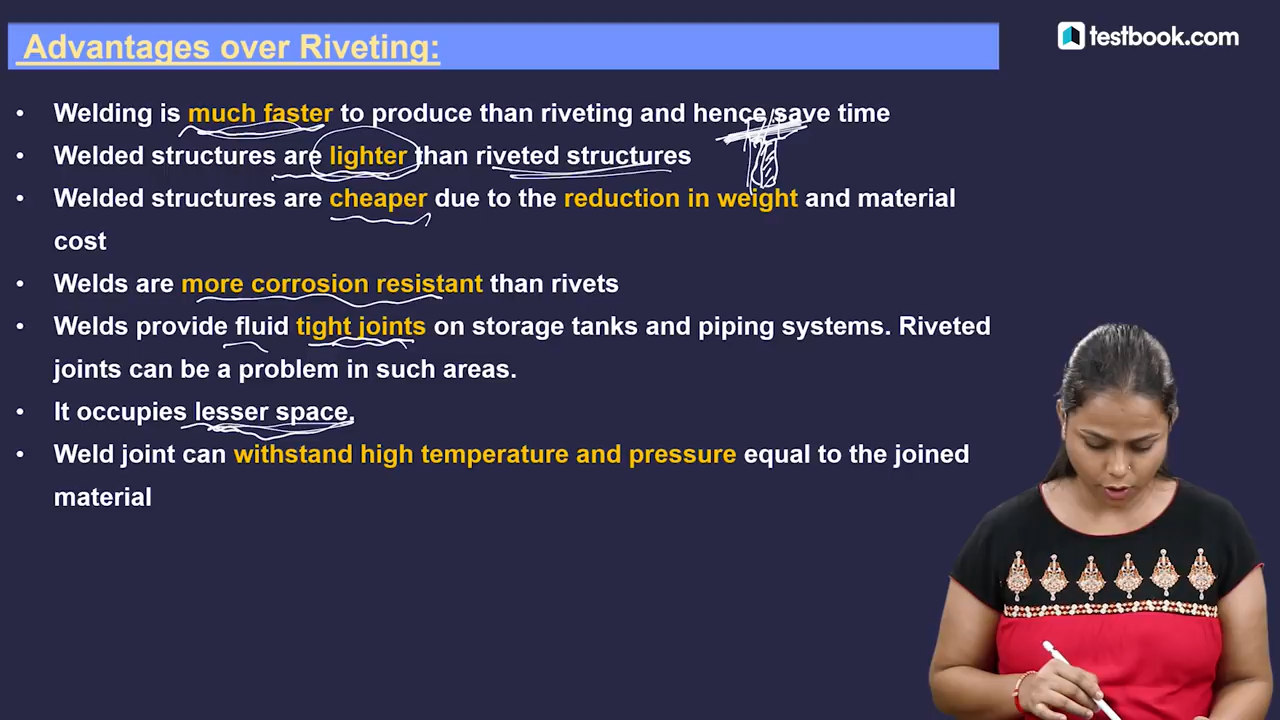 Advantages over Riveting:
testbook.com
• Welding is much faster to produce than riveting and hence save time
• Welded structures are lighter than riveted structures
• Welded structures are cheaper due to the reduction in weight and material
cost
• Welds are more corrosion resistant than rivets
• Welds provide fluid tight joints on storage tanks and piping systems. Riveted
joints can be a problem in such areas.
• It occupies lesser space.
• Weld joint can withstand high temperature and pressure equal to the joined
material